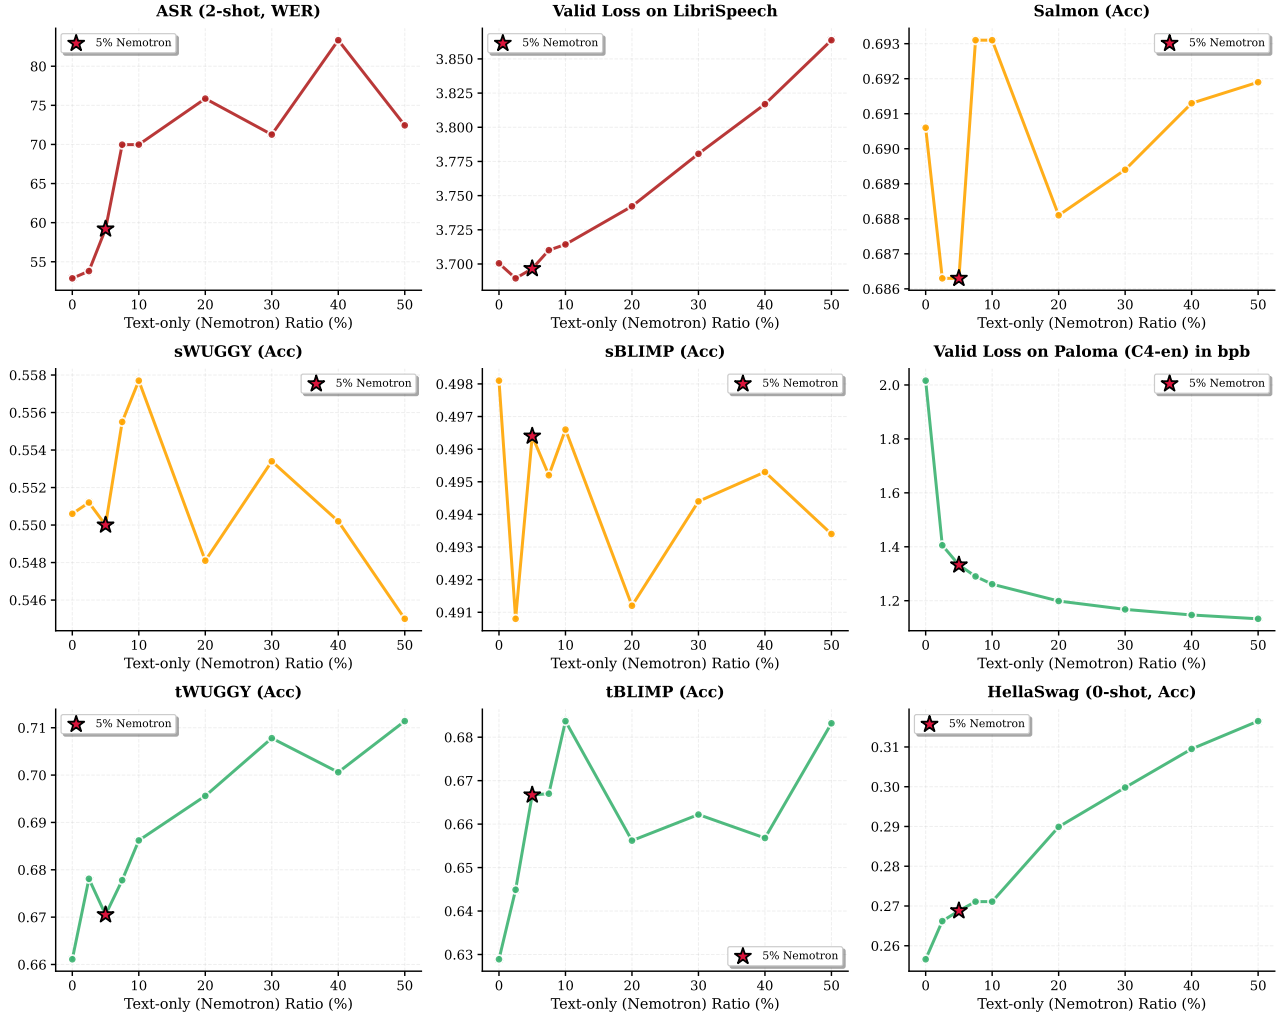 ASR (2-shot, WER)
5% Nemotron
80
75
70
65
60
55
0 10 20 30 40 50
Text-only (Nemotron) Ratio (%)
Valid Loss on LibriSpeech
5% Nemotron
3.850
3.825
3.800
3.775
3.750
3.725
3.700
0 10 20 30 40 50
Text-only (Nemotron) Ratio (%)
Salmon (Acc)
5% Nemotron
0.693
0.692
0.691
0.690
0.689
0.688
0.687
0.686
0 10 20 30 40 50
Text-only (Nemotron) Ratio (%)
sWUGGY (Acc)
5% Nemotron
0.558
0.556
0.554
0.552
0.550
0.548
0.546
0 10 20 30 40 50
Text-only (Nemotron) Ratio (%)
sBLIMP (Acc)
5% Nemotron
0.498
0.497
0.496
0.495
0.494
0.493
0.492
0.491
0 10 20 30 40 50
Text-only (Nemotron) Ratio (%)
Valid Loss on Paloma (C4-en) in bpb
5% Nemotron
2.0
1.8
1.6
1.4
1.2
0 10 20 30 40 50
Text-only (Nemotron) Ratio (%)
tWUGGY (Acc)
5% Nemotron
0.71
0.70
0.69
0.68
0.67
0.66
0 10 20 30 40 50
Text-only (Nemotron) Ratio (%)
tBLIMP (Acc)
0.68
0.67
0.66
0.65
0.64
0.63
5% Nemotron
0 10 20 30 40 50
Text-only (Nemotron) Ratio (%)
HellaSwag (0-shot, Acc)
5% Nemotron
0.31
0.30
0.29
0.28
0.27
0.26
0 10 20 30 40 50
Text-only (Nemotron) Ratio (%)